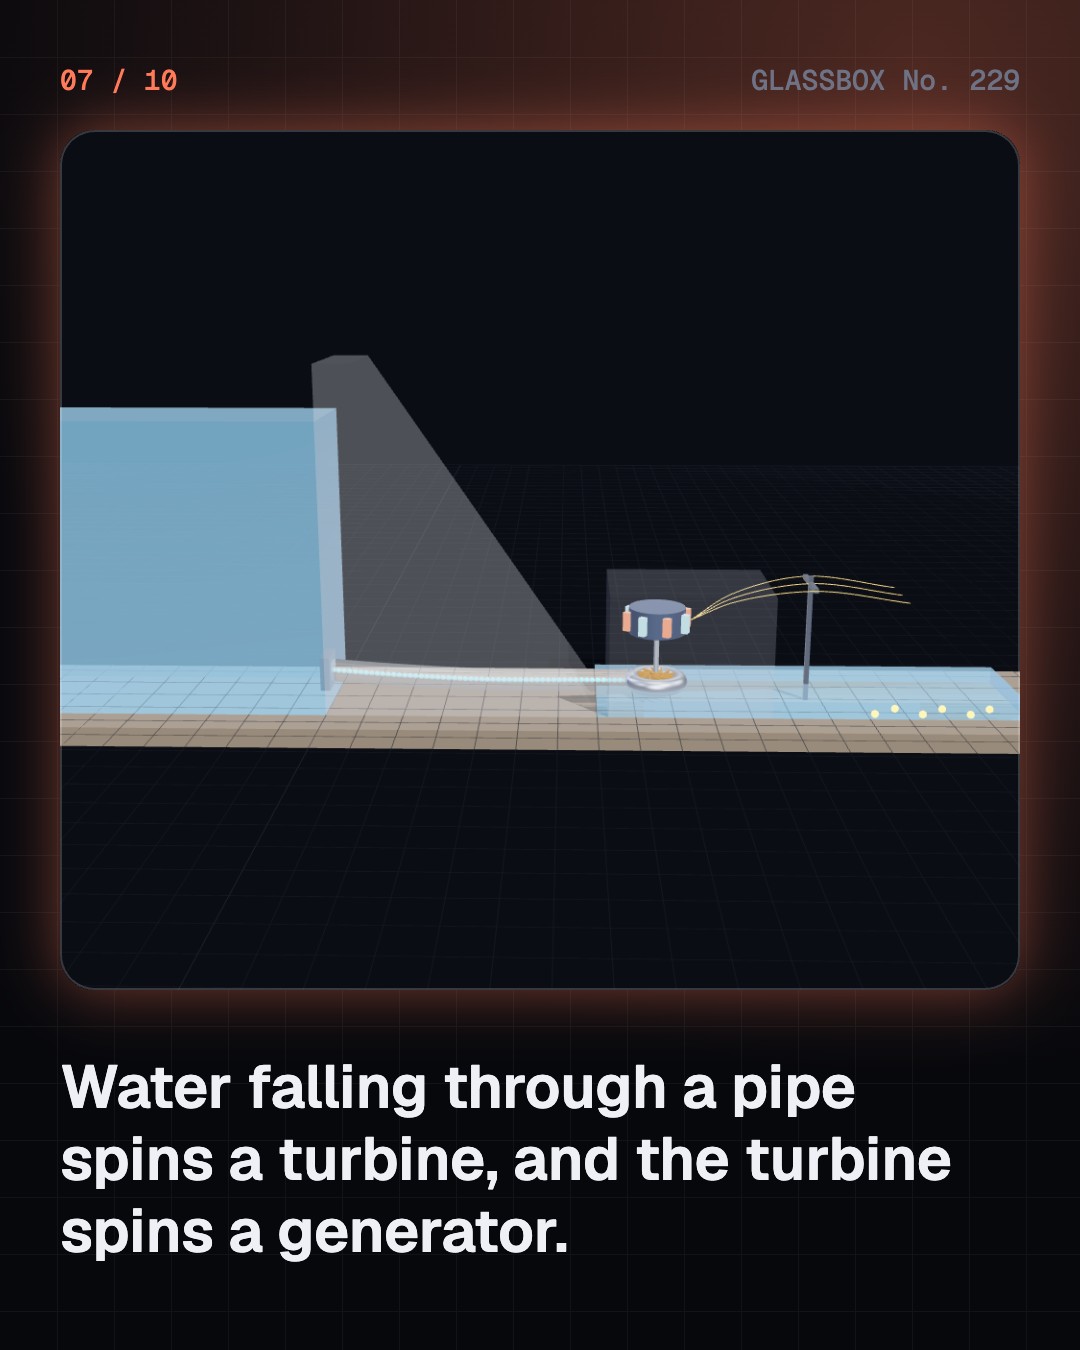 07 / 10
GLASSBOX No. 229
Water falling through a pipe
spins a turbine, and the turbine
spins a generator.